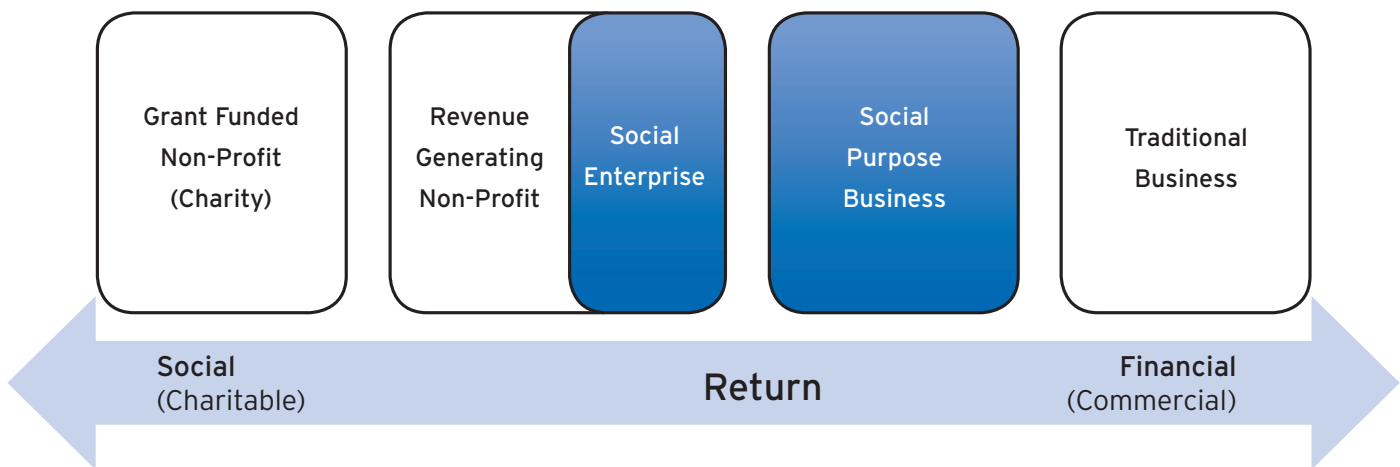 Grant Funded
Non-Profit
(Charity)
Revenue
Generating
Non-Profit
Social
Enterprise
Social
Purpose
Business
Traditional
Business
Social
(Charitable)
Return
Financial
(Commercial)